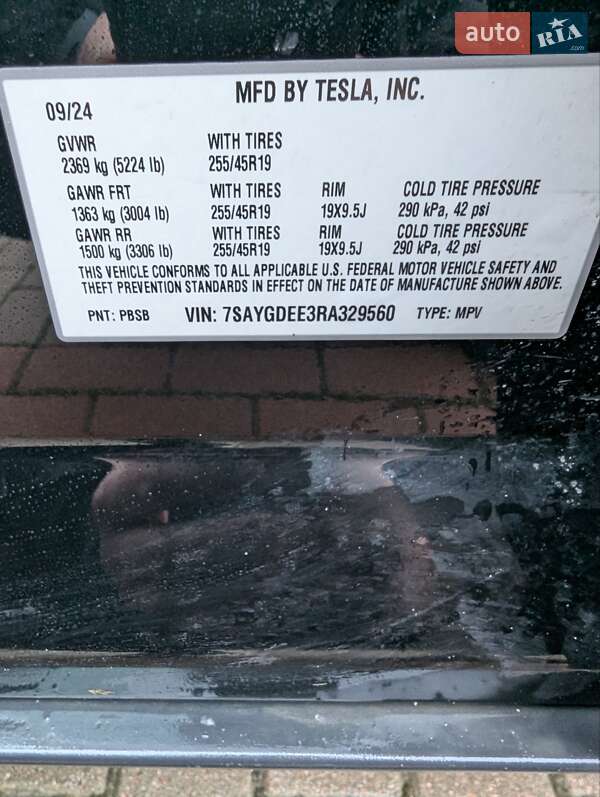 auto RIA .com
MFD BY TESLA, INC.
09/24
GVWR WITH TIRES
2369 kg (5224 lb) 255/45R19
GAWR FRT WITH TIRES RIM COLD TIRE PRESSURE
1363 kg (3004 lb) 255/45R19 19X9.5J 290 kPa, 42 psi
GAWR RR WITH TIRES RIM COLD TIRE PRESSURE
1500 kg (3306 lb) 255/45R19 19X9.5J 290 kPa, 42 psi
THIS VEHICLE CONFORMS TO ALL APPLICABLE U.S. FEDERAL MOTOR VEHICLE SAFETY AND
THEFT PREVENTION STANDARDS IN EFFECT ON THE DATE OF MANUFACTURE SHOWN ABOVE.
PNT: PBSB VIN: 7SAYGDEE3RA329560 TYPE: MPV